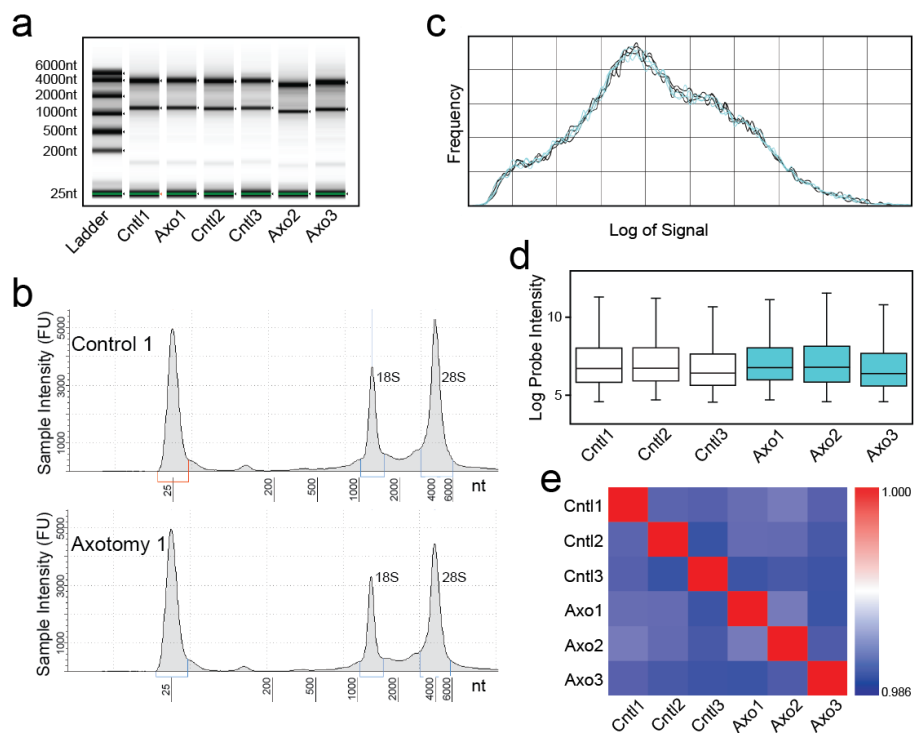 a
6000nt
4000nt
2000nt
1000nt
500nt
200nt
25nt
Ladder
Cntl1
Axo1
Cntl2
Cntl3
Axo2
Axo3
b
Control 1
Sample Intensity (FU)
5000
3000
1000
18S
28S
25
200
500
1000
2000
4000
6000
nt
Axotomy 1
Sample Intensity (FU)
5000
3000
1000
18S
28S
25
200
500
1000
2000
4000
6000
nt
c
Frequency
Log of Signal
d
Log Probe Intensity
10
5
Cntl1
Cntl2
Cntl3
Axo1
Axo2
Axo3
e
Cntl1
Cntl2
Cntl3
Axo1
Axo2
Axo3
Cntl1
Cntl2
Cntl3
Axo1
Axo2
Axo3
1.000
0.986